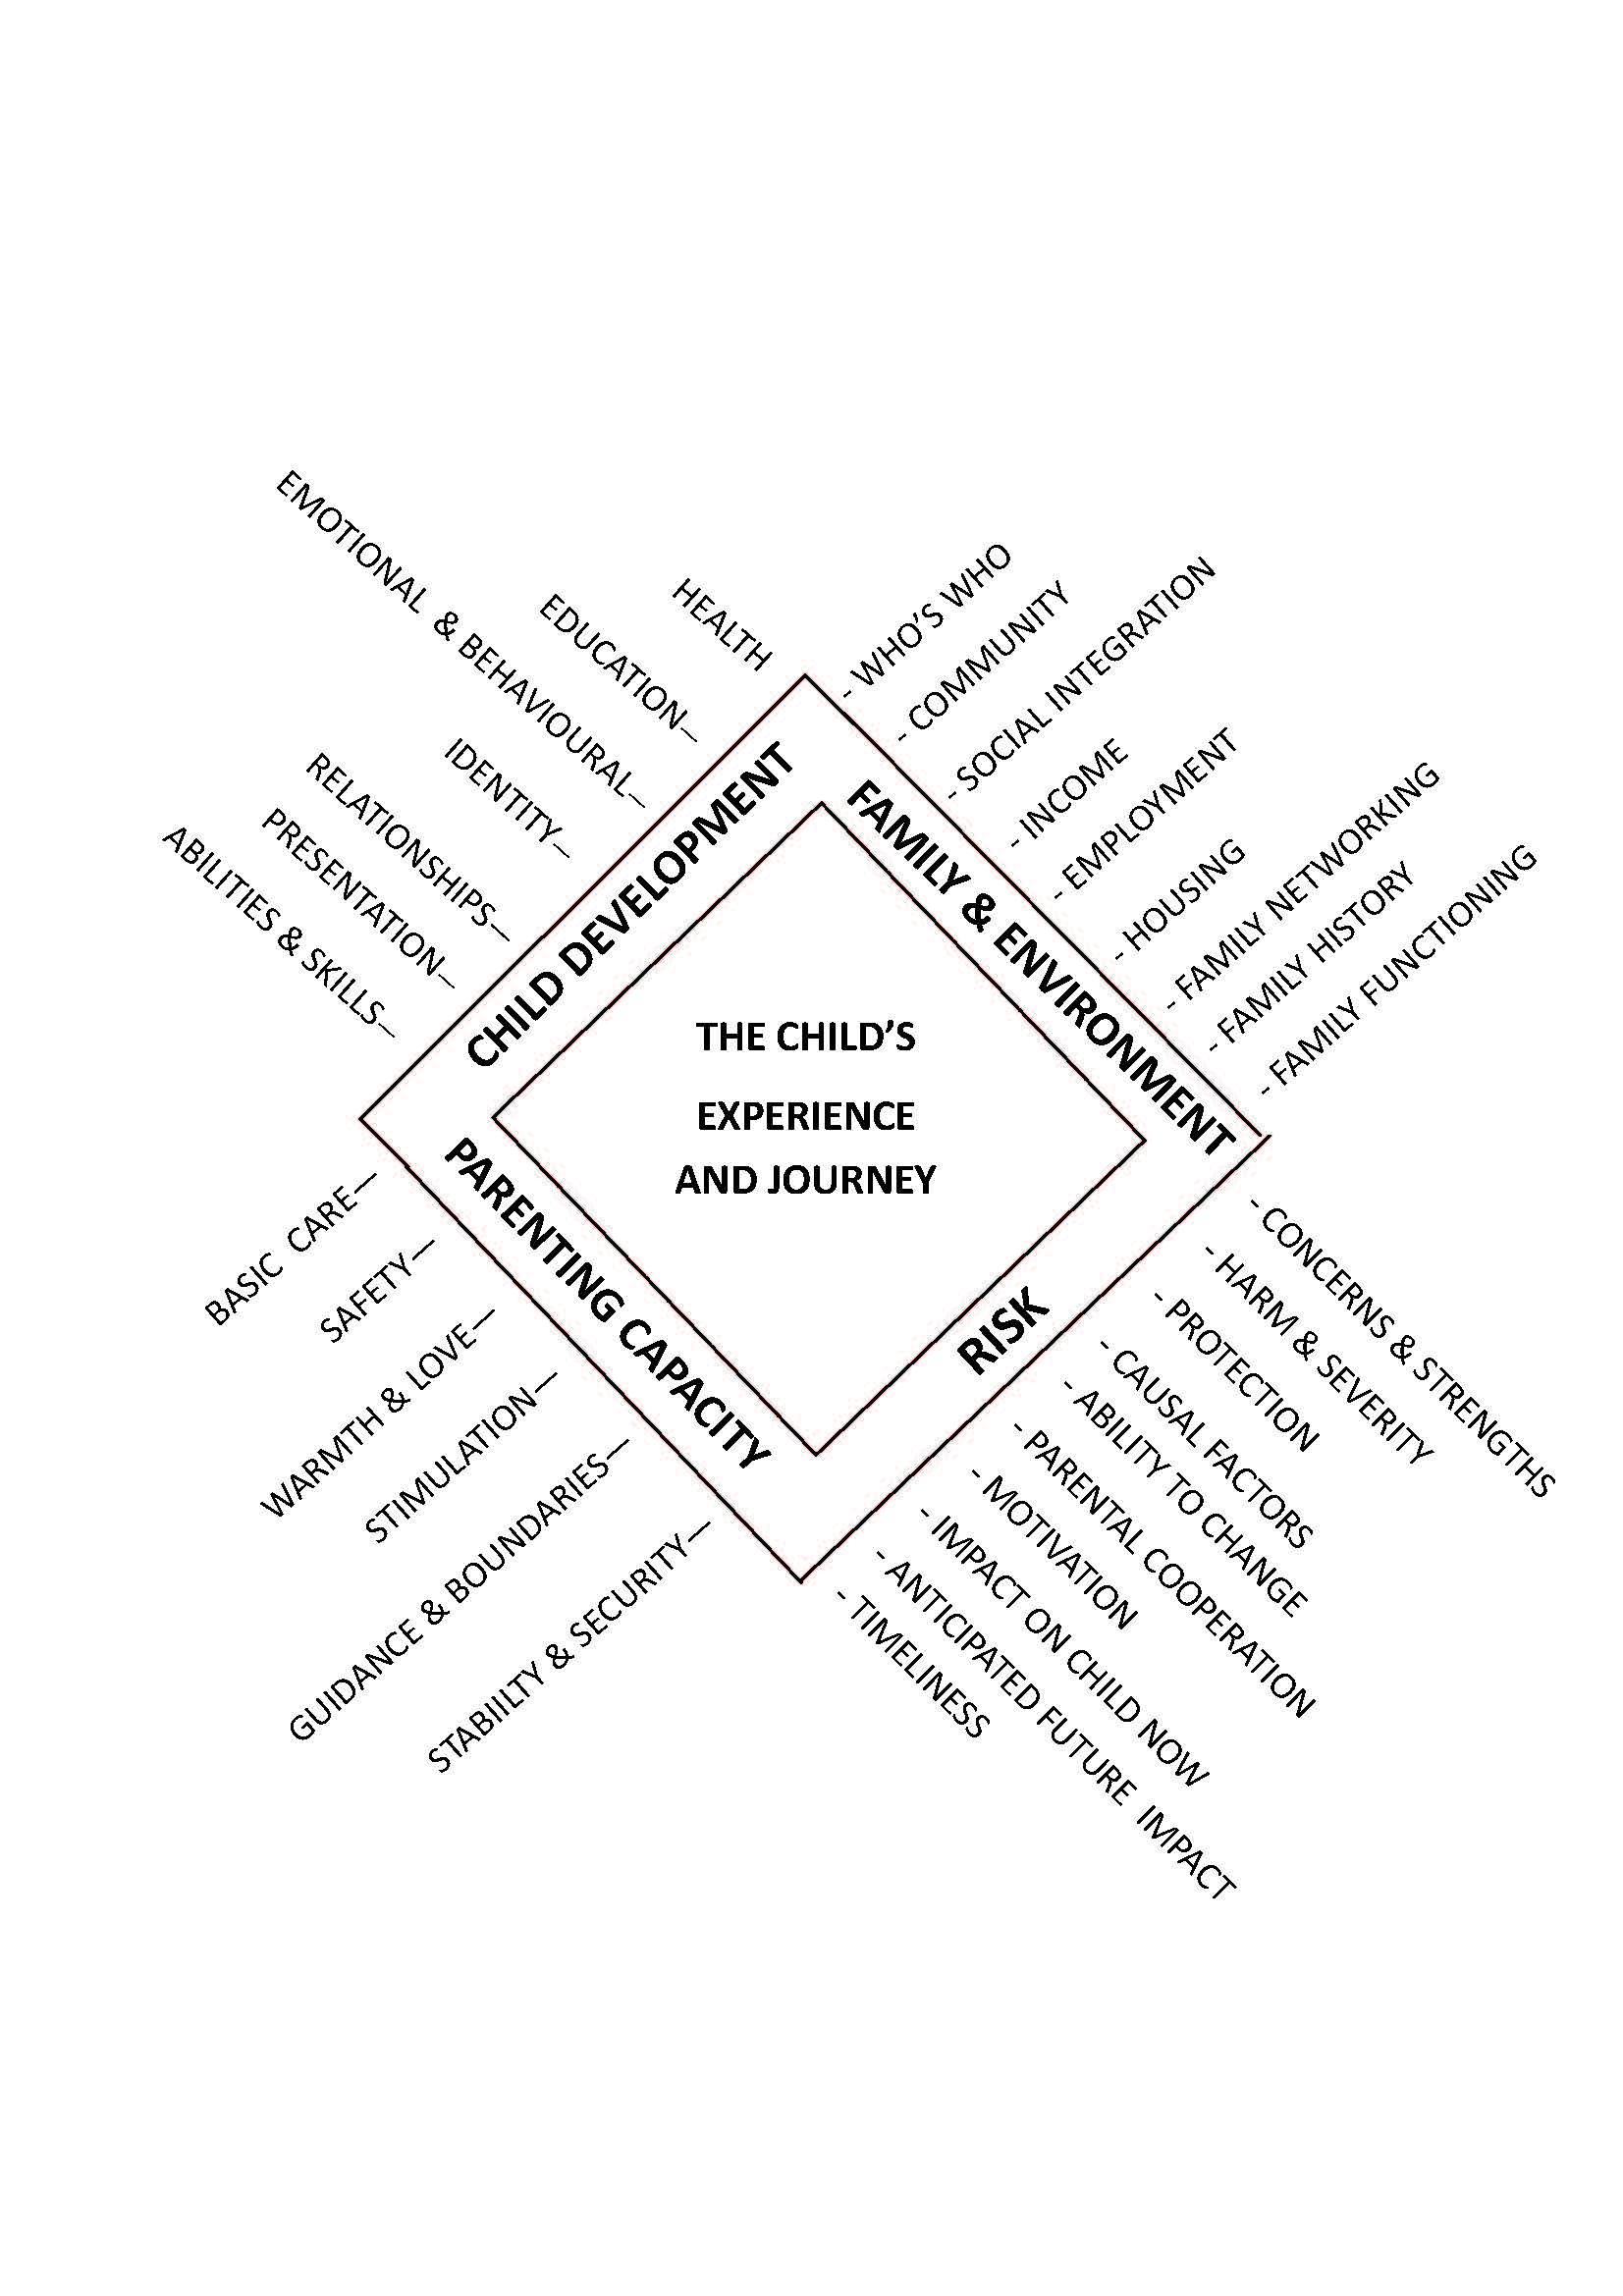 EMOTIONAL & BEHAVIOURAL—
EDUCATION—
HEALTH
IDENTITY—
RELATIONSHIPS—
PRESENTATION—
ABILITIES & SKILLS—
CHILD DEVELOPMENT
- WHO'S WHO
- COMMUNITY
- SOCIAL INTEGRATION
- INCOME
- EMPLOYMENT
- HOUSING
- FAMILY NETWORKING
- FAMILY HISTORY
- FAMILY FUNCTIONING
FAMILY & ENVIRONMENT
THE CHILD'S
EXPERIENCE
AND JOURNEY
PARENTING CAPACITY
BASIC CARE—
SAFETY—
WARMTH & LOVE—
STIMULATION—
GUIDANCE & BOUNDARIES—
STABIILTY & SECURITY—
RISK
- CONCERNS & STRENGTHS
- HARM & SEVERITY
- PROTECTION
- CAUSAL FACTORS
- ABILITY TO CHANGE
- PARENTAL COOPERATION
- MOTIVATION
- IMPACT ON CHILD NOW
- ANTICIPATED FUTURE IMPACT
- TIMELINESS